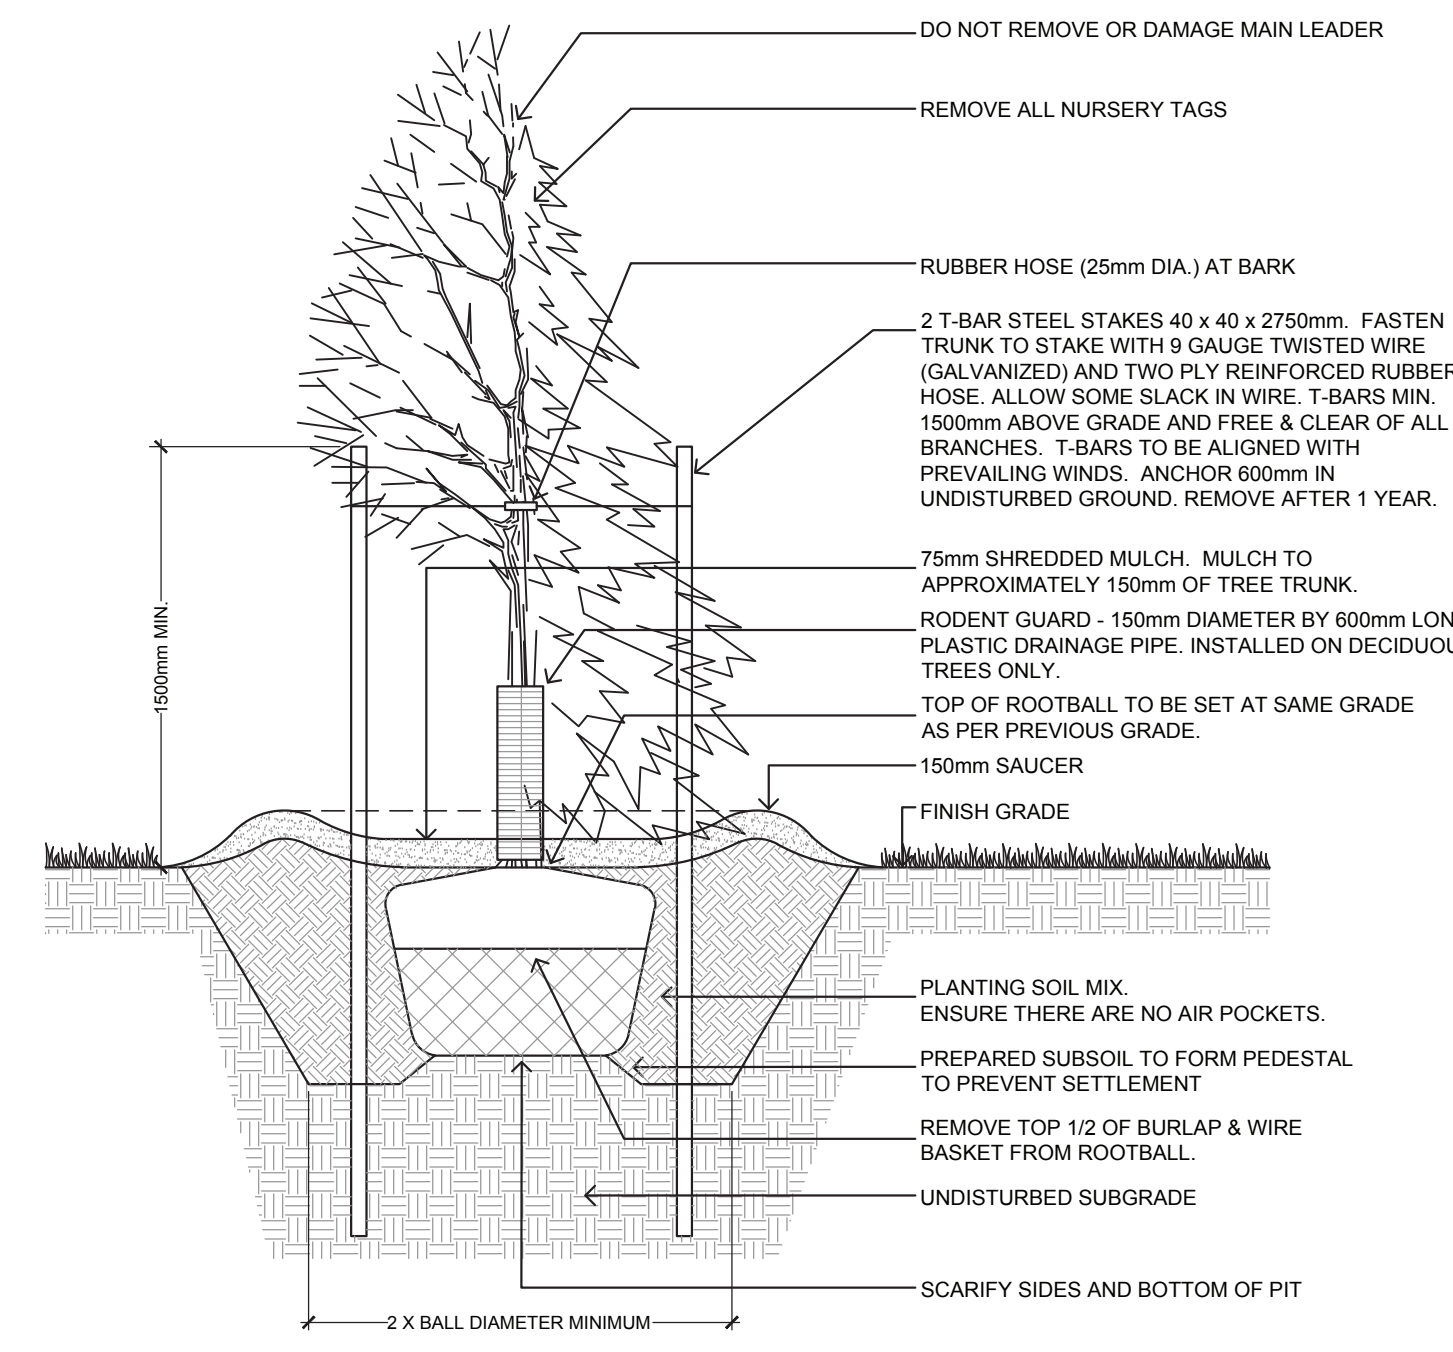 DO NOT REMOVE OR DAMAGE MAIN LEADER
REMOVE ALL NURSERY TAGS
RUBBER HOSE (25mm DIA.) AT BARK
2 T-BAR STEEL STAKES 40 x 40 x 2750mm. FASTEN
TRUNK TO STAKE WITH 9 GAUGE TWISTED WIRE
(GALVANIZED) AND TWO PLY REINFORCED RUBBER
HOSE. ALLOW SOME SLACK IN WIRE. T-BARS MIN.
1500mm ABOVE GRADE AND FREE & CLEAR OF ALL
BRANCHES. T-BARS TO BE ALIGNED WITH
PREVAILING WINDS. ANCHOR 600mm IN
UNDISTURBED GROUND. REMOVE AFTER 1 YEAR.
75mm SHREDDED MULCH. MULCH TO
APPROXIMATELY 150mm OF TREE TRUNK.
RODENT GUARD - 150mm DIAMETER BY 600mm LON
PLASTIC DRAINAGE PIPE. INSTALLED ON DECIDUOU
TREES ONLY.
1500mm MIN.
TOP OF ROOTBALL TO BE SET AT SAME GRADE
AS PER PREVIOUS GRADE.
150mm SAUCER
FINISH GRADE
PLANTING SOIL MIX.
ENSURE THERE ARE NO AIR POCKETS.
PREPARED SUBSOIL TO FORM PEDESTAL
TO PREVENT SETTLEMENT
REMOVE TOP 1/2 OF BURLAP & WIRE
BASKET FROM ROOTBALL.
UNDISTURBED SUBGRADE
SCARIFY SIDES AND BOTTOM OF PIT
2 X BALL DIAMETER MINIMUM